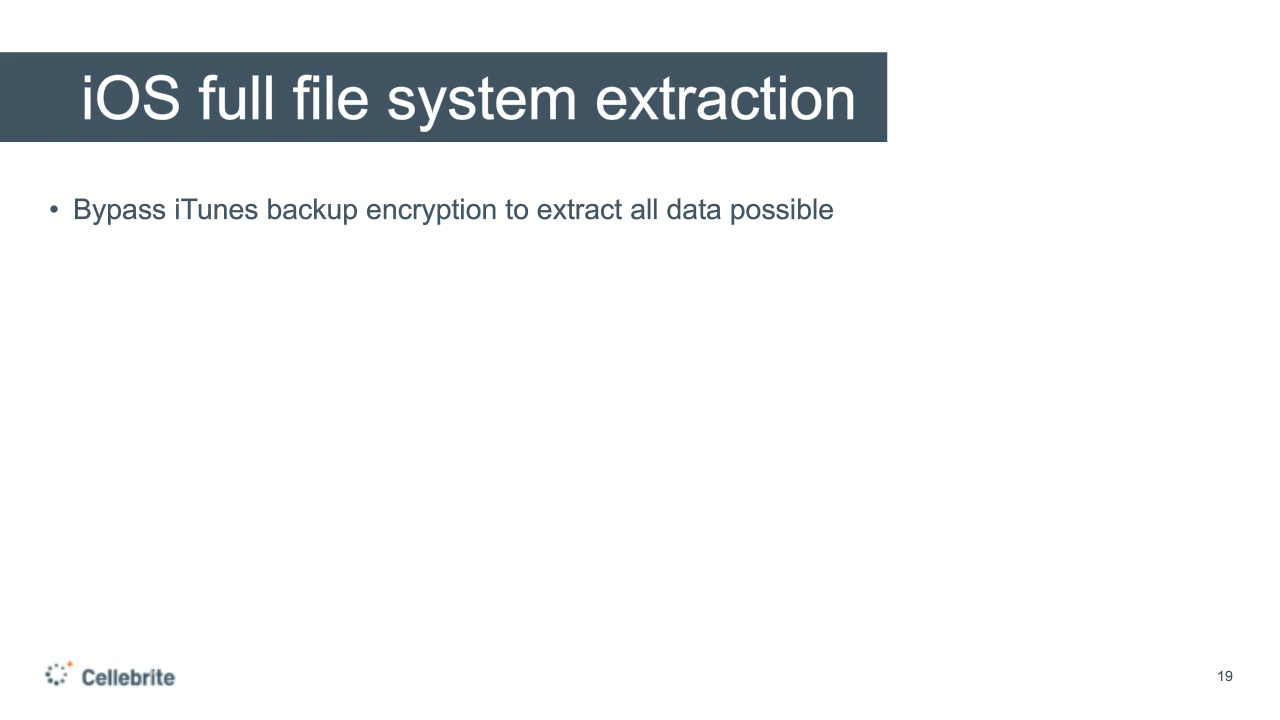 iOS full file system extraction
• Bypass iTunes backup encryption to extract all data possible
Cellebrite
19